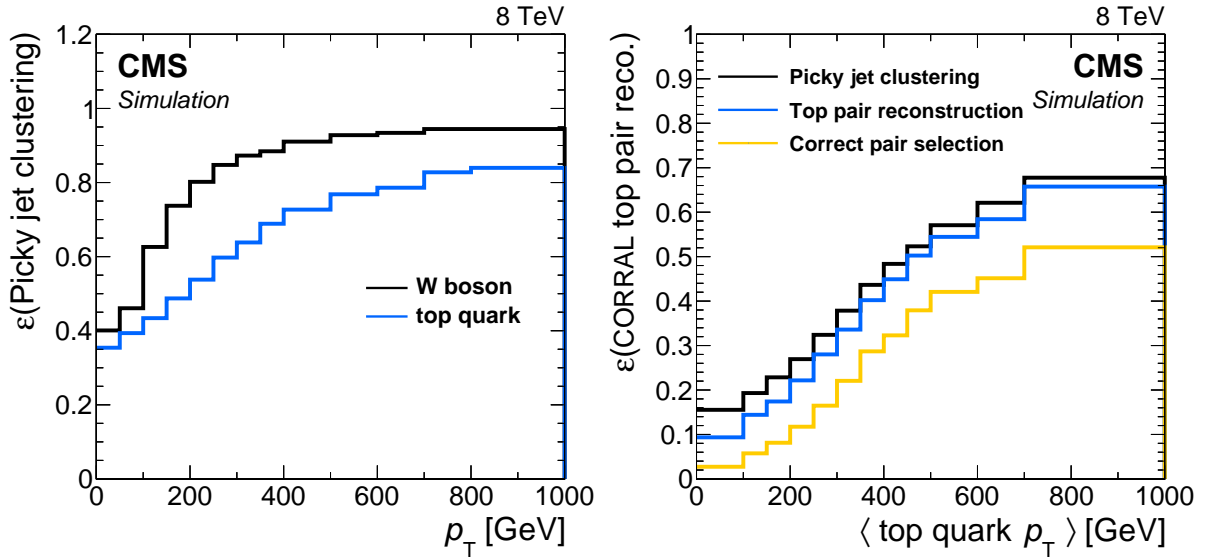 8 TeV
ε(Picky jet clustering)
1.2
1
0.8
0.6
0.4
0.2
0
CMS
Simulation
W boson
top quark
0 200 400 600 800 1000
p_T [GeV]
8 TeV
ε(CORRAL top pair reco.)
1
0.9
0.8
0.7
0.6
0.5
0.4
0.3
0.2
0.1
0
Picky jet clustering
Top pair reconstruction
Correct pair selection
CMS
Simulation
0 200 400 600 800 1000
⟨ top quark p_T ⟩ [GeV]